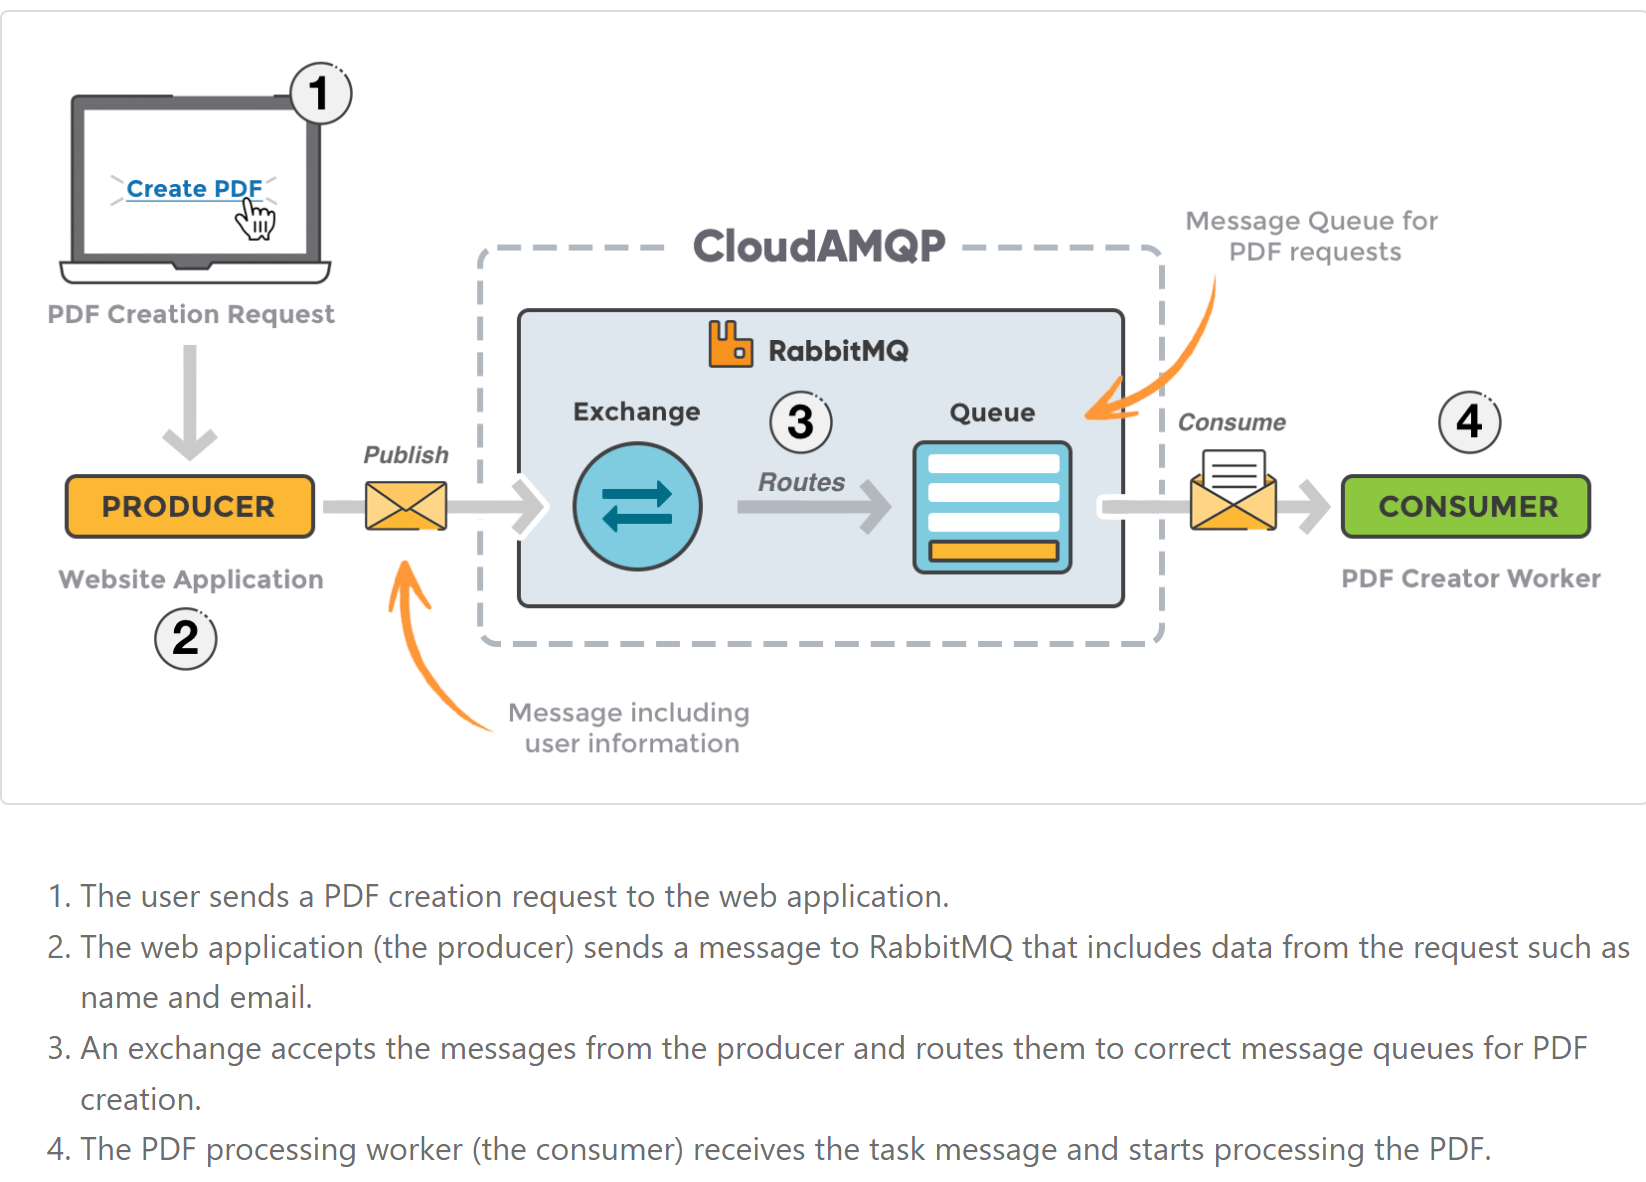 1
Create PDF
PDF Creation Request
CloudAMQP
Message Queue for
PDF requests
RabbitMQ
Exchange
3
Queue
Consume
4
Publish
Routes
PRODUCER
CONSUMER
Website Application
PDF Creator Worker
2
Message including
user information
1. The user sends a PDF creation request to the web application.
2. The web application (the producer) sends a message to RabbitMQ that includes data from the request such as
name and email.
3. An exchange accepts the messages from the producer and routes them to correct message queues for PDF
creation.
4. The PDF processing worker (the consumer) receives the task message and starts processing the PDF.